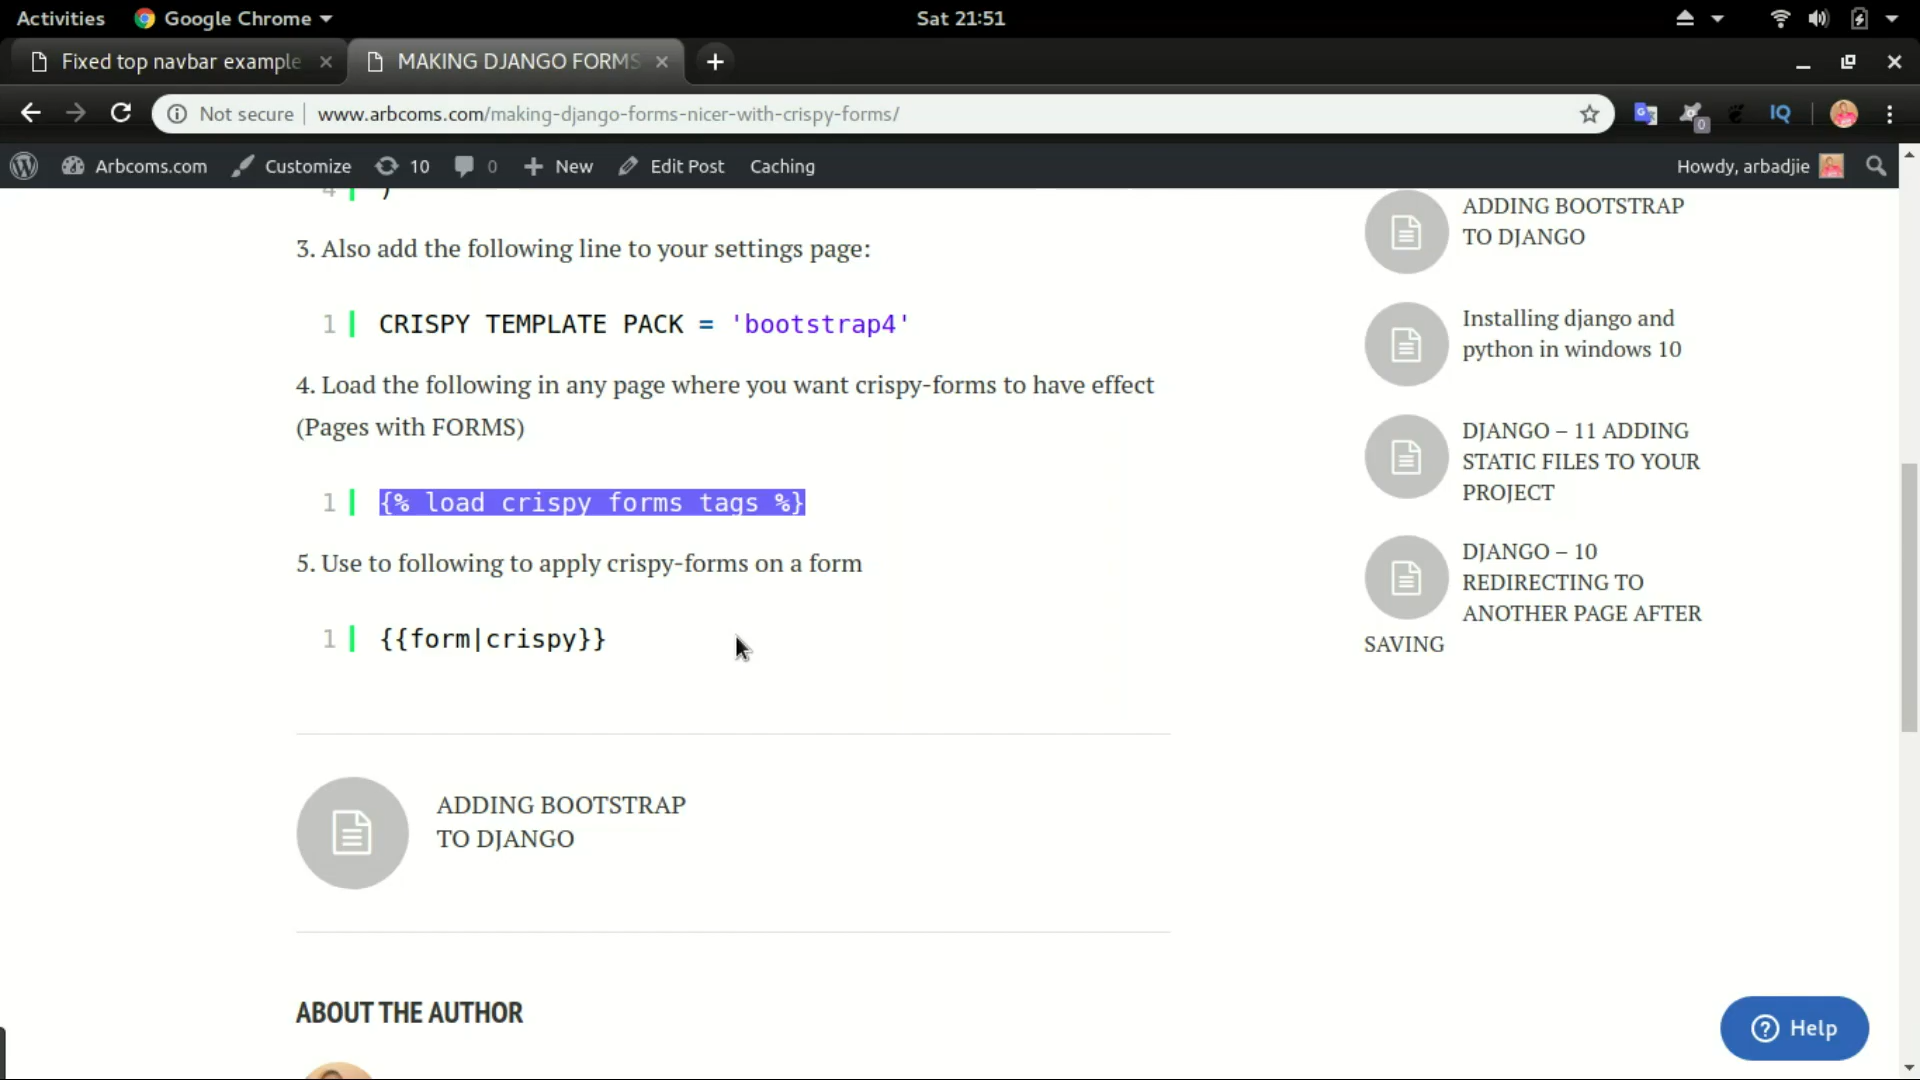 Activities Google Chrome Sat 21:51
Fixed top navbar example MAKING DJANGO FORMS
Not secure www.arbcoms.com/making-django-forms-nicer-with-crispy-forms/ 0 IQ
Arbcoms.com Customize 10 0 New Edit Post Caching Howdy, arbadjie
4 )
3. Also add the following line to your settings page:
1 CRISPY TEMPLATE PACK = 'bootstrap4'
4. Load the following in any page where you want crispy-forms to have effect
(Pages with FORMS)
1 {% load crispy forms tags %}
5. Use to following to apply crispy-forms on a form
1 {{form|crispy}}
ADDING BOOTSTRAP
TO DJANGO
ABOUT THE AUTHOR
ADDING BOOTSTRAP
TO DJANGO
Installing django and
python in windows 10
DJANGO – 11 ADDING
STATIC FILES TO YOUR
PROJECT
DJANGO – 10
REDIRECTING TO
ANOTHER PAGE AFTER
SAVING
Help